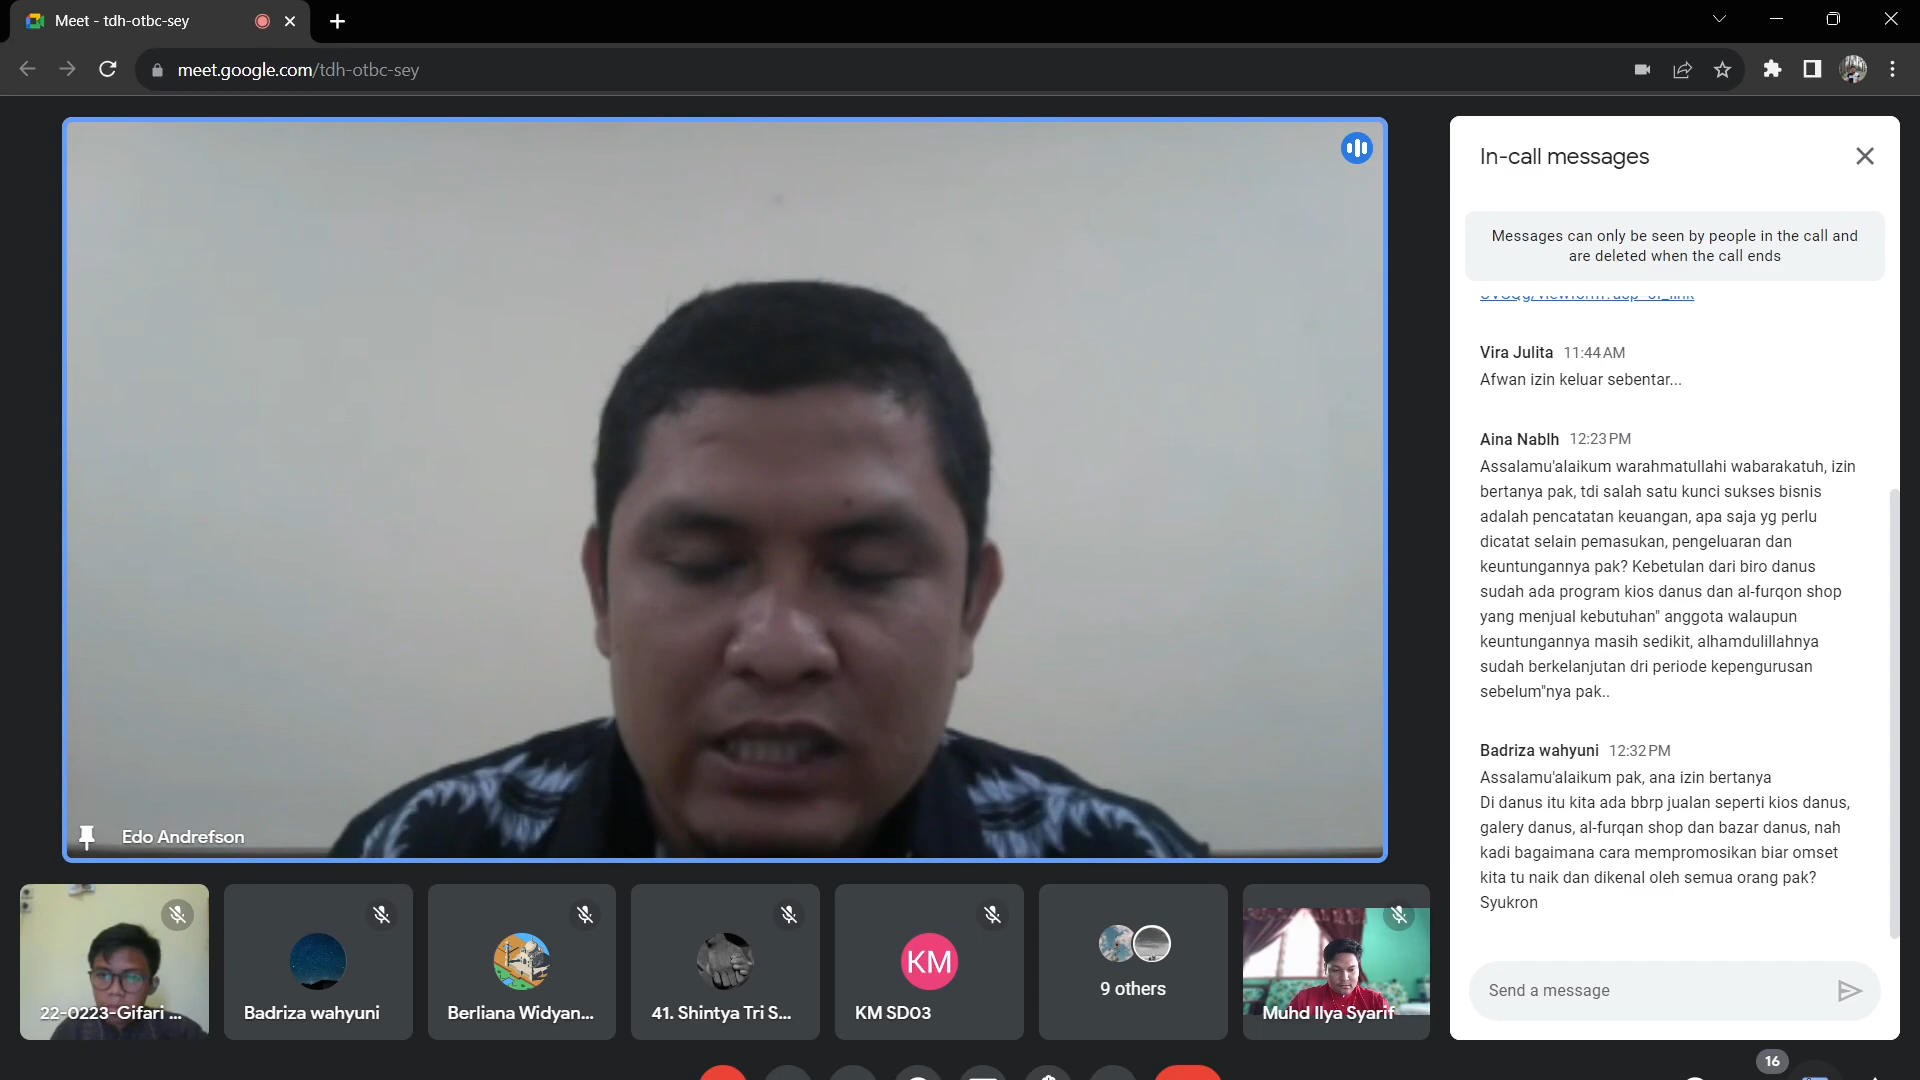 Meet - tdh-otbc-sey
meet.google.com/tdh-otbc-sey
Edo Andrefson
22-0223-Gifari ...
Badriza wahyuni
Berliana Widyan...
41. Shintya Tri S...
KM
KM SD03
9 others
Muhd Ilya Syarif
In-call messages
Messages can only be seen by people in the call and
are deleted when the call ends
Vira Julita 11:44 AM
Afwan izin keluar sebentar...
Aina Nablh 12:23 PM
Assalamu'alaikum warahmatullahi wabarakatuh, izin
bertanya pak, tdi salah satu kunci sukses bisnis
adalah pencatatan keuangan, apa saja yg perlu
dicatat selain pemasukan, pengeluaran dan
keuntungannya pak? Kebetulan dari biro danus
sudah ada program kios danus dan al-furqon shop
yang menjual kebutuhan" anggota walaupun
keuntungannya masih sedikit, alhamdulillahnya
sudah berkelanjutan dri periode kepengurusan
sebelum"nya pak..
Badriza wahyuni 12:32 PM
Assalamu'alaikum pak, ana izin bertanya
Di danus itu kita ada bbrp jualan seperti kios danus,
galery danus, al-furqan shop dan bazar danus, nah
kadi bagaimana cara mempromosikan biar omset
kita tu naik dan dikenal oleh semua orang pak?
Syukron
Send a message
16